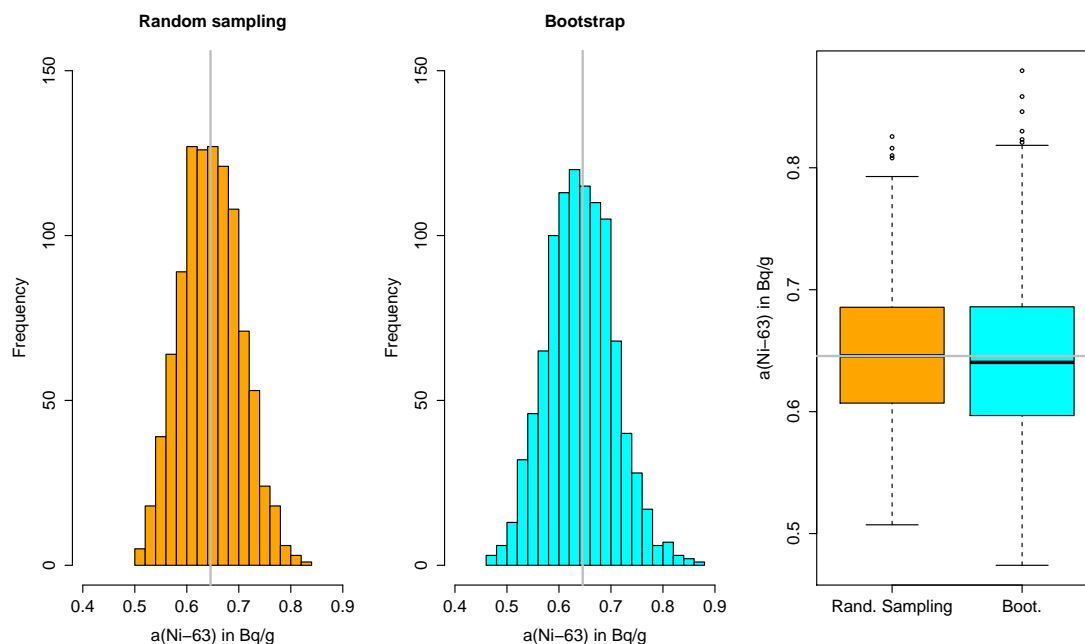 Random sampling
150
100
50
0
Frequency
0.4 0.5 0.6 0.7 0.8 0.9
a(Ni−63) in Bq/g
Bootstrap
150
100
50
0
Frequency
0.4 0.5 0.6 0.7 0.8 0.9
a(Ni−63) in Bq/g
0.8
0.7
0.6
0.5
a(Ni−63) in Bq/g
Rand. Sampling Boot.